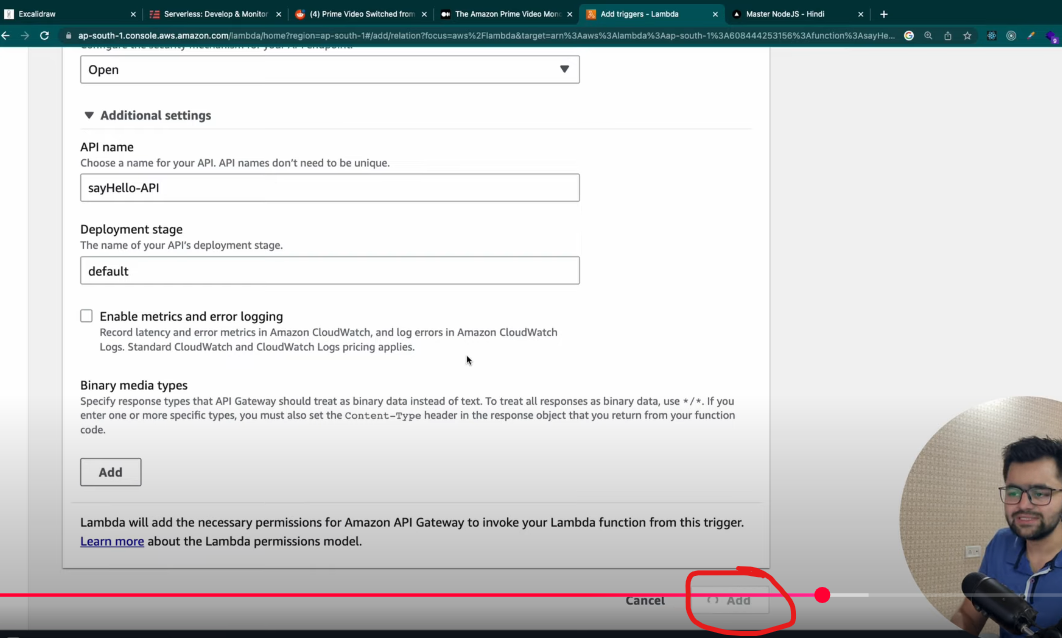 Excalidraw
Serverless: Develop & Monitor
(4) Prime Video Switched from
The Amazon Prime Video Mono
Add triggers - Lambda
Master NodeJS - Hindi
ap-south-1.console.aws.amazon.com/lambda/home?region=ap-south-1#/add/relation?focus=aws%2Flambda&target=arn%3Aaws%3Alambda%3Aap-south-1%3A608444253156%3Afunction%3AsayHe...
Configure the security mechanism for your API endpoint.
Open
Additional settings
API name
Choose a name for your API. API names don't need to be unique.
sayHello-API
Deployment stage
The name of your API's deployment stage.
default
Enable metrics and error logging
Record latency and error metrics in Amazon CloudWatch, and log errors in Amazon CloudWatch
Logs. Standard CloudWatch and CloudWatch Logs pricing applies.
Binary media types
Specify response types that API Gateway should treat as binary data instead of text. To treat all responses as binary data, use */*. If you
enter one or more specific types, you must also set the Content-Type header in the response object that you return from your function
code.
Add
Lambda will add the necessary permissions for Amazon API Gateway to invoke your Lambda function from this trigger.
Learn more about the Lambda permissions model.
Cancel
Add